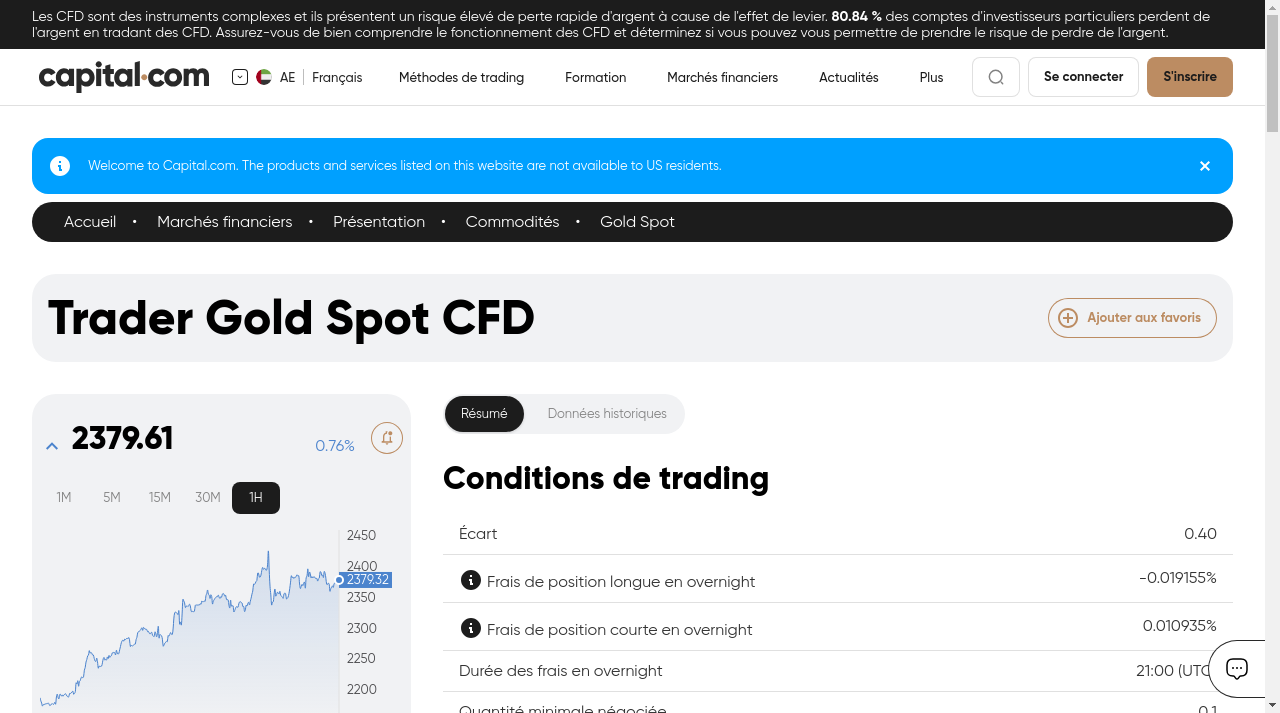 Les CFD sont des instruments complexes et ils présentent un risque élevé de perte rapide d'argent à cause de l'effet de levier. 80.84 % des comptes d'investisseurs particuliers perdent de
l'argent en tradant des CFD. Assurez-vous de bien comprendre le fonctionnement des CFD et déterminez si vous pouvez vous permettre de prendre le risque de perdre de l'argent.
capital.com AE Français Méthodes de trading Formation Marchés financiers Actualités Plus Se connecter S'inscrire
Welcome to Capital.com. The products and services listed on this website are not available to US residents.
Accueil • Marchés financiers • Présentation • Commodités • Gold Spot
Trader Gold Spot CFD
Ajouter aux favoris
2379.61 0.76%
1M 5M 15M 30M 1H
2450
2400
2379.32
2350
2300
2250
2200
Résumé Données historiques
Conditions de trading
Écart 0.40
Frais de position longue en overnight -0.019155%
Frais de position courte en overnight 0.010935%
Durée des frais en overnight 21:00 (UTC
Quantité minimale négociée 0.1